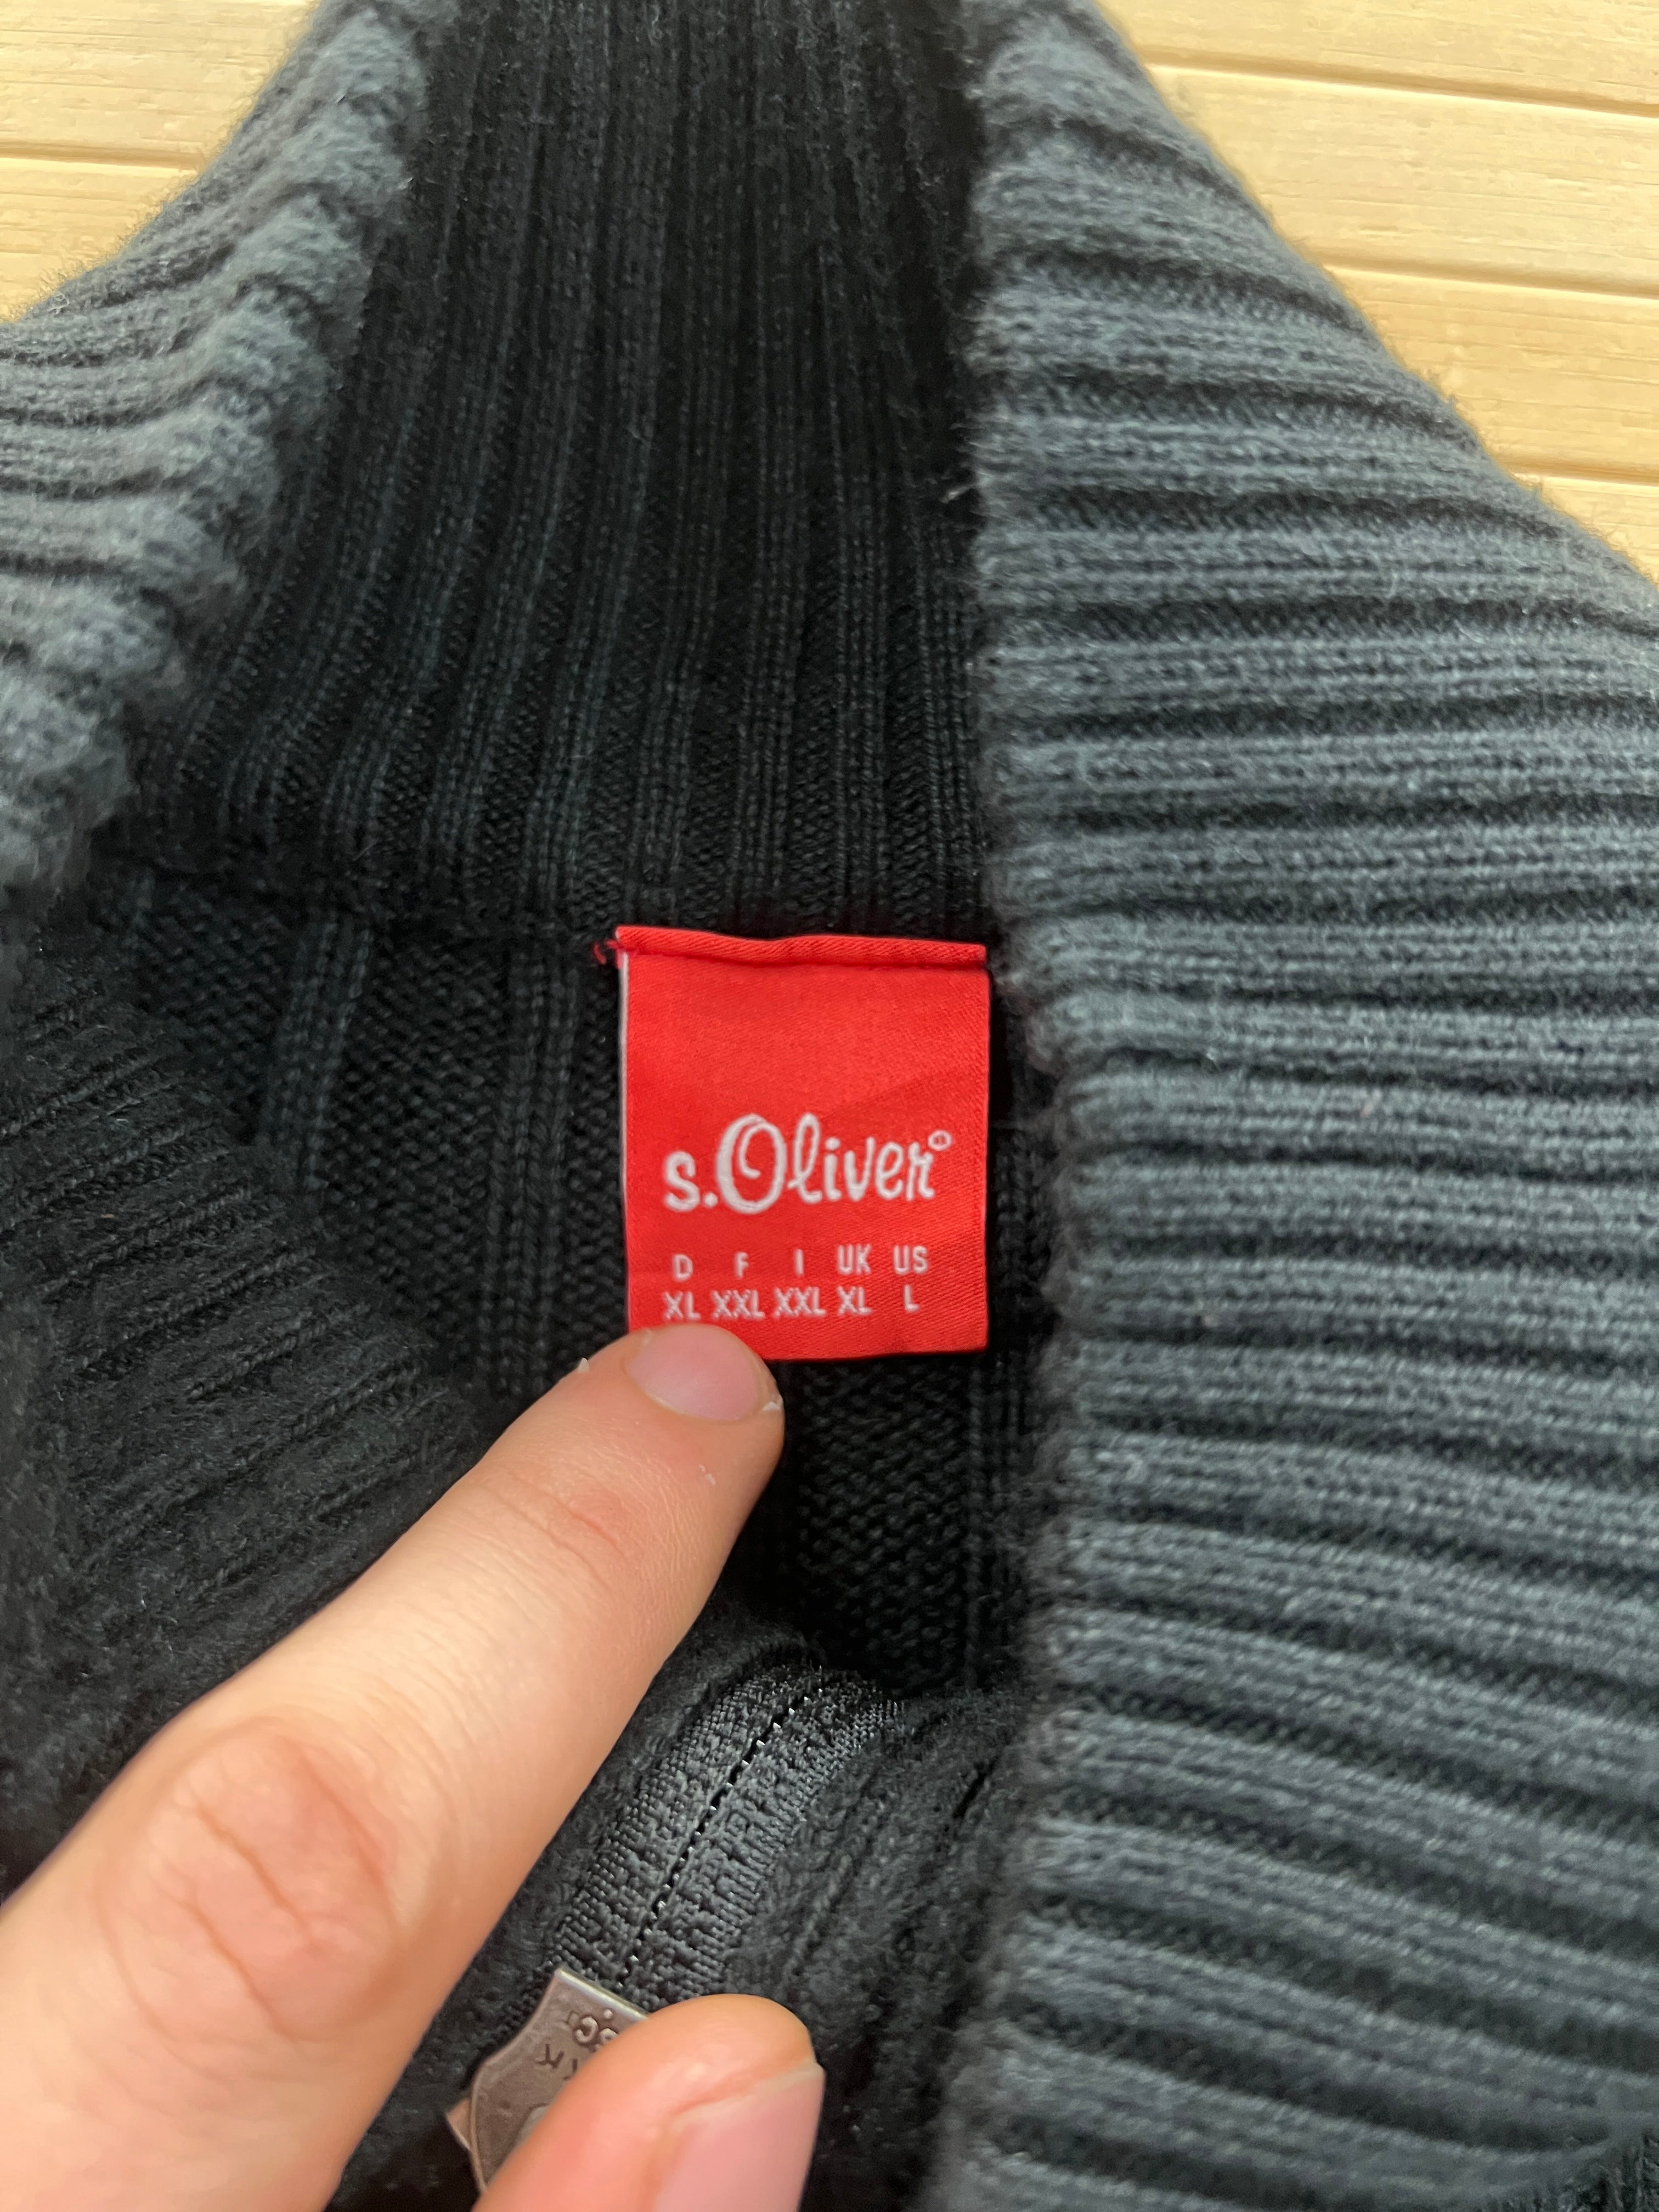 s.Oliver®
D F I UK US
XL XXL XXL XL L